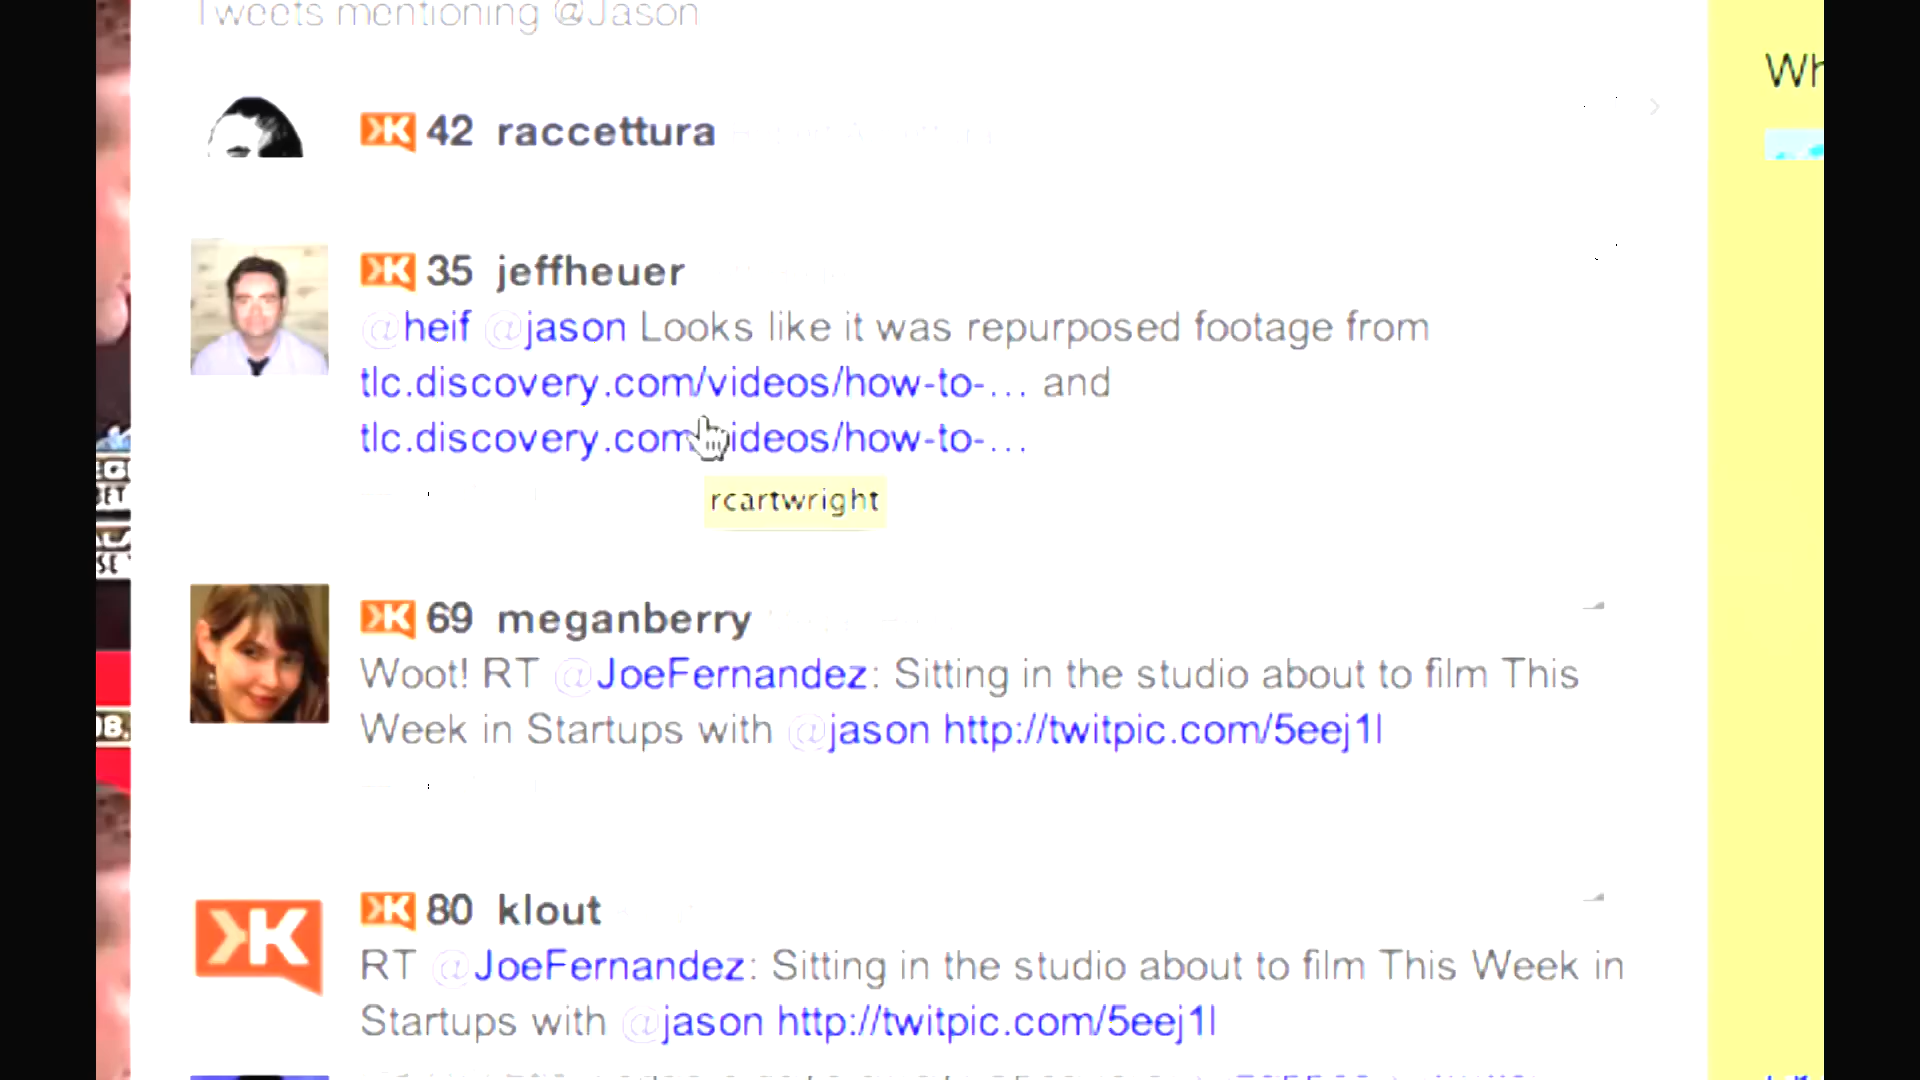 Tweets mentioning @Jason
Wh
42 raccettura
35 jeffheuer
@heif @jason Looks like it was repurposed footage from
tlc.discovery.com/videos/how-to-... and
tlc.discovery.com/videos/how-to-...
rcartwright
69 meganberry
Woot! RT @JoeFernandez: Sitting in the studio about to film This
Week in Startups with @jason http://twitpic.com/5eej1l
80 klout
RT @JoeFernandez: Sitting in the studio about to film This Week in
Startups with @jason http://twitpic.com/5eej1l